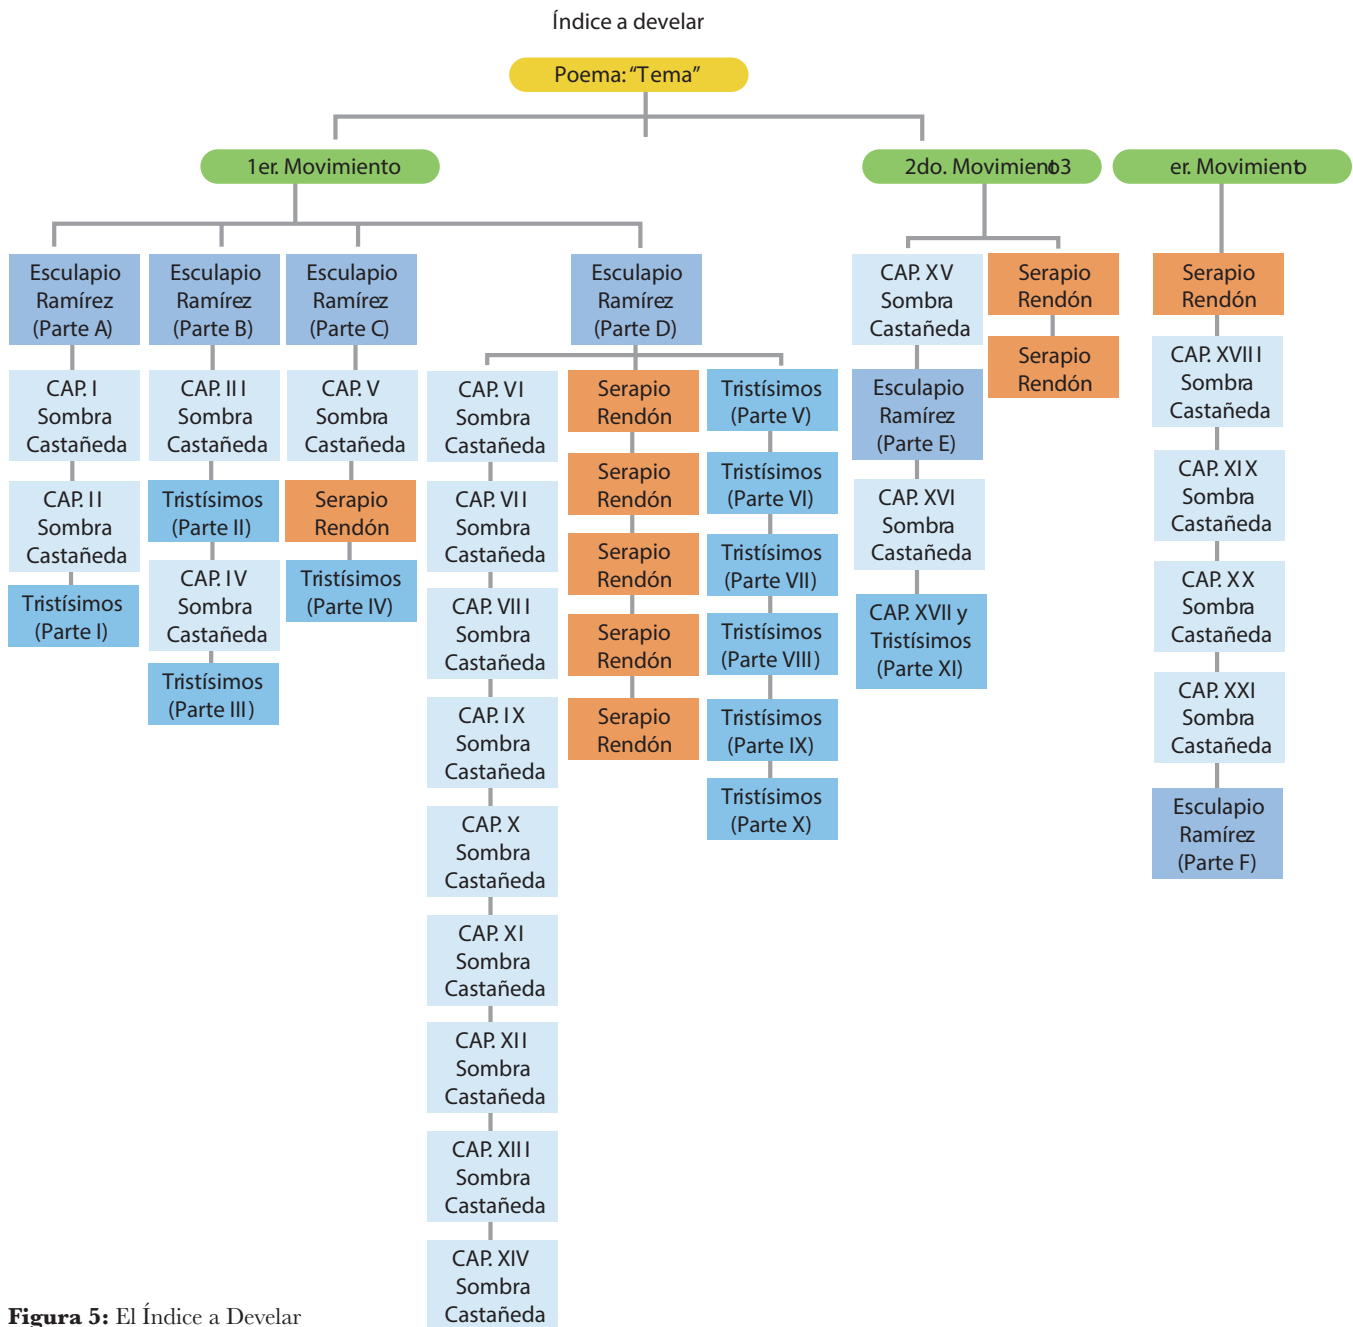 Índice a develar
Poema: “Tema”
1er. Movimiento
2do. Movimiento3
er. Movimiento
Esculapio
Ramírez
(Parte A)
CAP. I
Sombra
Castañeda
CAP. II
Sombra
Castañeda
Tristísimos
(Parte I)
Esculapio
Ramírez
(Parte B)
CAP. III
Sombra
Castañeda
Tristísimos
(Parte II)
CAP. IV
Sombra
Castañeda
Tristísimos
(Parte III)
Esculapio
Ramírez
(Parte C)
CAP. V
Sombra
Castañeda
Serapio
Rendón
Tristísimos
(Parte IV)
Esculapio
Ramírez
(Parte D)
CAP. VI
Sombra
Castañeda
CAP. VII
Sombra
Castañeda
CAP. VIII
Sombra
Castañeda
CAP. IX
Sombra
Castañeda
CAP. X
Sombra
Castañeda
CAP. XI
Sombra
Castañeda
CAP. XII
Sombra
Castañeda
CAP. XIII
Sombra
Castañeda
CAP. XIV
Sombra
Castañeda
Serapio
Rendón
Serapio
Rendón
Serapio
Rendón
Serapio
Rendón
Serapio
Rendón
Tristísimos
(Parte V)
Tristísimos
(Parte VI)
Tristísimos
(Parte VII)
Tristísimos
(Parte VIII)
Tristísimos
(Parte IX)
Tristísimos
(Parte X)
CAP. XV
Sombra
Castañeda
Esculapio
Ramírez
(Parte E)
CAP. XVI
Sombra
Castañeda
CAP. XVII y
Tristísimos
(Parte XI)
Serapio
Rendón
Serapio
Rendón
Serapio
Rendón
CAP. XVIII
Sombra
Castañeda
CAP. XIX
Sombra
Castañeda
CAP. XX
Sombra
Castañeda
CAP. XXI
Sombra
Castañeda
Esculapio
Ramírez
(Parte F)
Figura 5: El Índice a Develar